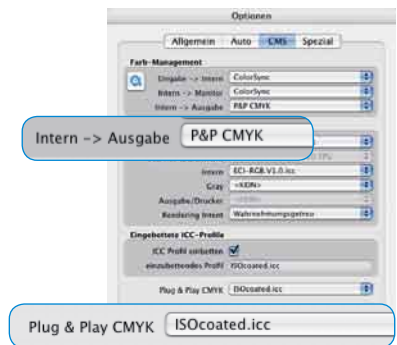 Optionen
Allgemein Auto CMS Spezial
Farb-Management
Eingabe -> Intern ColorSync
Intern -> Monitor ColorSync
Intern -> Ausgabe P&P CMYK
Intern -> Ausgabe P&P CMYK
Intern ECI-RGB.V1.0.icc
Gray <KEIN>
Ausgabe/Drucker
Rendering Intent Wahrnehmungsgetreu
Eingebettete ICC-Profile
ICC Profil einbetten
einzubettendes Profil ISOcoated.icc
Plug & Play CMYK ISOcoated.icc
Plug & Play CMYK ISOcoated.icc